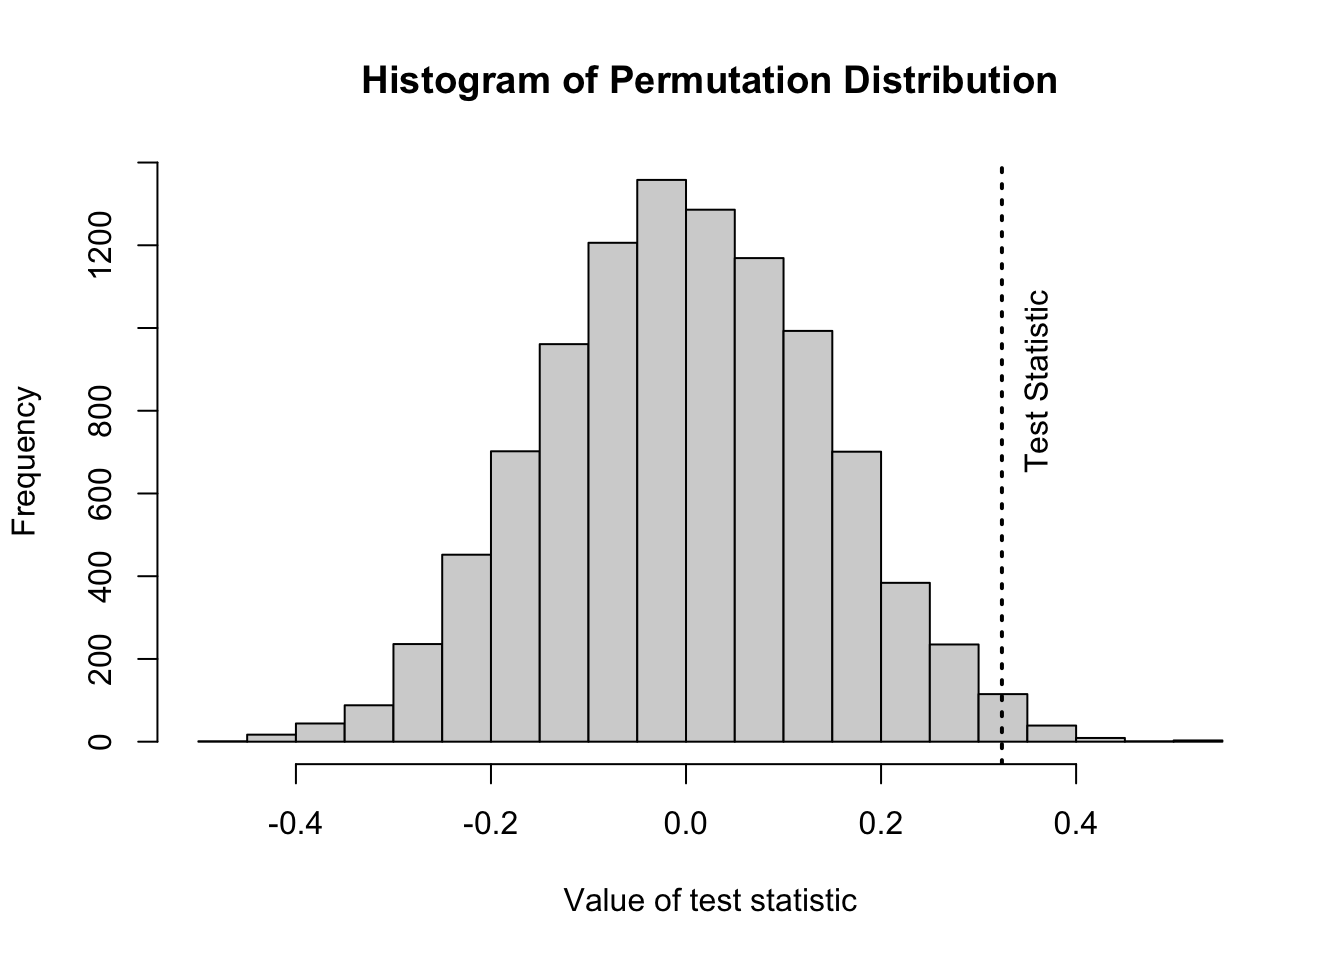 Histogram of Permutation Distribution
Frequency
1200
800
600
400
200
0
Test Statistic
-0.4 -0.2 0.0 0.2 0.4
Value of test statistic